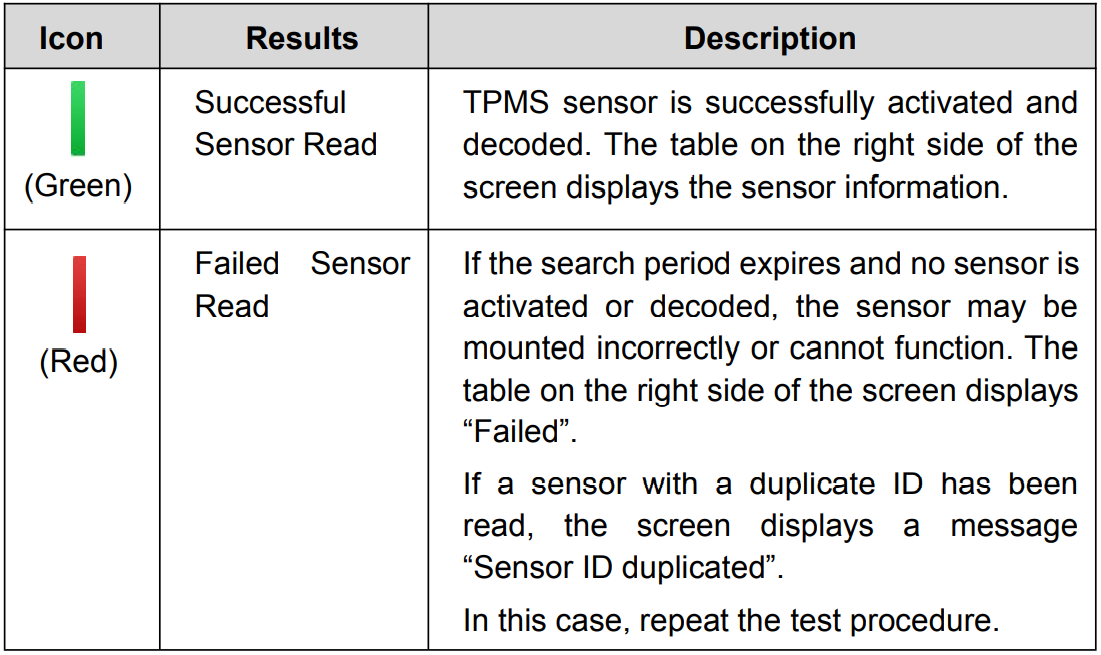 Icon Results Description
(Green)
Successful
Sensor Read
TPMS sensor is successfully activated and
decoded. The table on the right side of the
screen displays the sensor information.
(Red)
Failed Sensor
Read
If the search period expires and no sensor is
activated or decoded, the sensor may be
mounted incorrectly or cannot function. The
table on the right side of the screen displays
“Failed”.
If a sensor with a duplicate ID has been
read, the screen displays a message
“Sensor ID duplicated”.
In this case, repeat the test procedure.